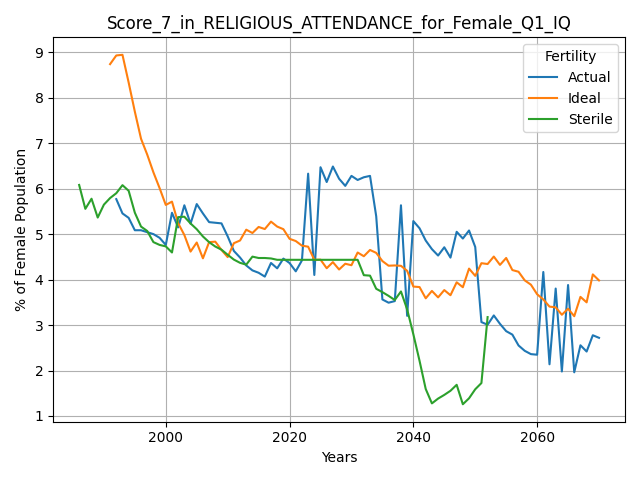 Score_7_in_RELIGIOUS_ATTENDANCE_for_Female_Q1_IQ
Fertility
Actual
Ideal
Sterile
% of Female Population
9
8
7
6
5
4
3
2
1
2000 2020 2040 2060
Years